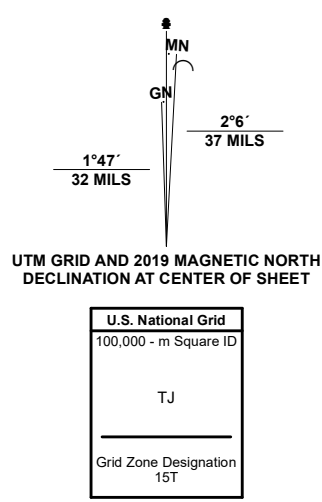 MN
GN
2°6´
37 MILS
1°47´
32 MILS
UTM GRID AND 2019 MAGNETIC NORTH
DECLINATION AT CENTER OF SHEET
U.S. National Grid
100,000 - m Square ID
TJ
Grid Zone Designation
15T